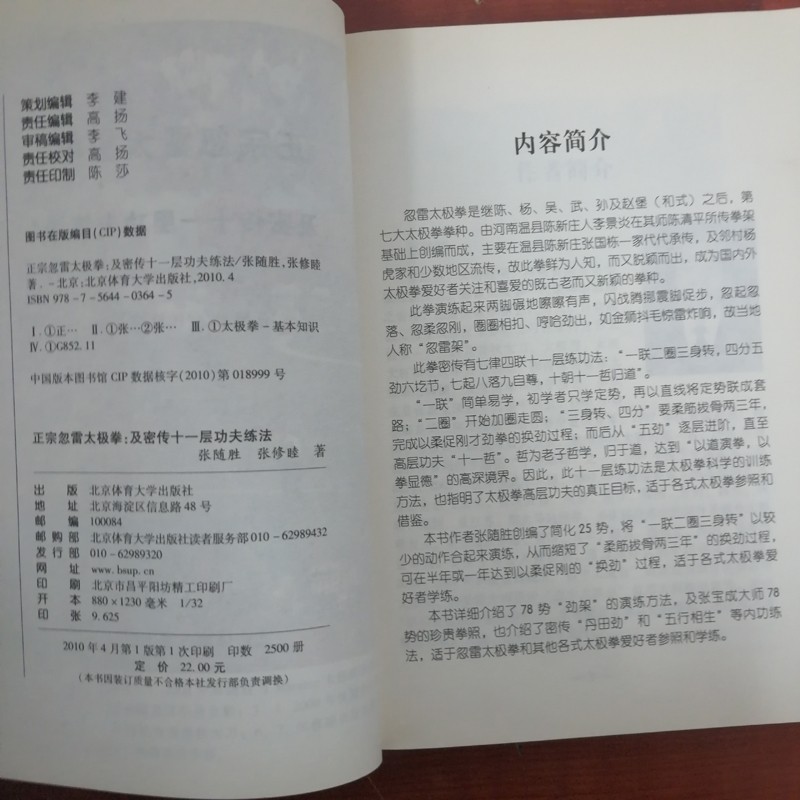 策划编辑 李 建
责任编辑 高 扬
审稿编辑 李 飞
责任校对 高 扬
责任印制 陈 莎
图书在版编目(CIP)数据
正宗忽雷太极拳:及密传十一层功夫练法/张随胜,张修睦
著.-北京:北京体育大学出版社,2010.4
ISBN 978-7-5644-0364-5
Ⅰ.①正… Ⅱ.①张…②张… Ⅲ.①太极拳-基本知识
Ⅳ.①G852.11
中国版本图书馆CIP数据核字(2010)第018999号
正宗忽雷太极拳:及密传十一层功夫练法
张随胜 张修睦 著
出 版 北京体育大学出版社
地 址 北京海淀区信息路48号
邮 编 100084
邮购部 北京体育大学出版社读者服务部010-62989432
发行部 010-62989320
网 址 www.bsup.cn
印 刷 北京市昌平阳坊精工印刷厂
开 本 880×1230毫米 1/32
印 张 9.625
2010年4月第1版第1次印刷 印数 2500册
定 价 22.00元
(本书因装订质量不合格本社发行部负责调换)
内容简介
忽雷太极拳是继陈、杨、吴、武、孙及赵堡(和式)之后,第
七大太极拳拳种。由河南温县陈新庄人李景炎在其师陈清平所传拳架
基础上创编而成,主要在温县陈新庄张国栋一家代代承传,及邻村杨
虎家和少数地区流传,故此拳鲜为人知,而又脱颖而出,成为国内外
太极拳爱好者关注和喜爱的既古老而又新颖的拳种。
此拳演练起来两脚碾地嚓嚓有声,闪战腾挪震脚促步,忽起忽
落、忽柔忽刚,圈圈相扣、呼哈劲出,如金狮抖毛惊雷炸响,故当地
人称“忽雷架”。
此拳密传有七律四联十一层练功法:“一联二圈三身转,四分五
劲六圪节,七起八落九自尊,十朝十一哲归道”。
“一联”简单易学,初学者只学定势,再以直线将定势联成套
路;“二圈”开始加圈走圆;“三身转、四分”要柔筋拔骨两三年,
完成以柔促刚才劲拳的换劲过程;而后从“五劲”逐层进阶,直至
高层功夫“十一哲”。哲为老子哲学,归于道,达到“以道演拳,以
拳显德”的高深境界。因此,此十一层练功法是太极拳科学的训练
方法,也指明了太极拳高层功夫的真正目标,适于各式太极拳参照和
借鉴。
本书作者张随胜创编了简化25势,将“一联二圈三身转”以较
少的动作合起来演练,从而缩短了“柔筋拔骨两三年”的换劲过程,
可在半年或一年达到以柔促刚的“换劲”过程,适于各式太极拳爱
好者学练。
本书详细介绍了78势“劲架”的演练方法,及张宝成大师78
势的珍贵拳照,也介绍了密传“丹田劲”和“五行相生”等内功练
法,适于忽雷太极拳和其他各式太极拳爱好者参照和学练。